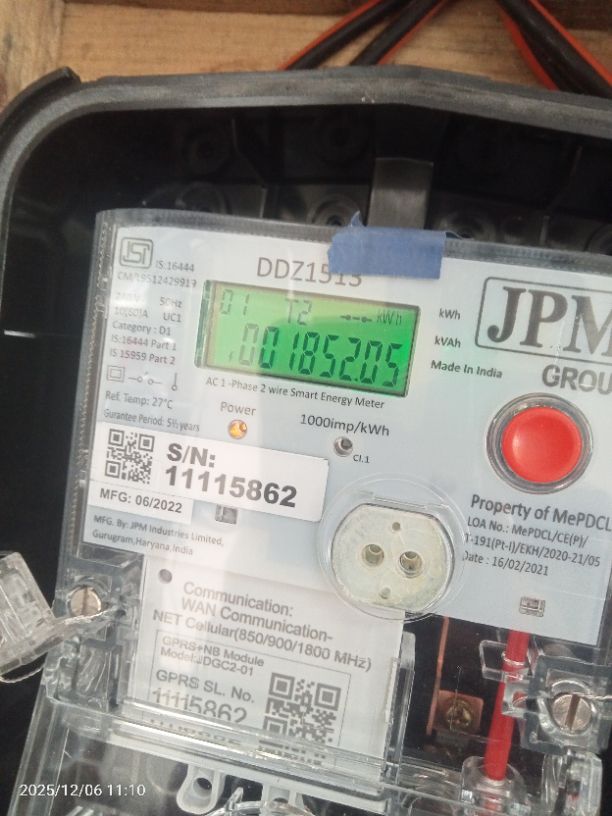 IS:16444
CM/L 9512429919
DDZ1513
240 V 50Hz
10(60)A UC1
Category : D1
IS:16444 Part 1
IS 15959 Part 2
Ref. Temp: 27°C
Gurantee Period: 5½ years
01 T2 kWh
001852.05
kWh
kVAh
Made In India
JPM
GROU
AC 1 -Phase 2 wire Smart Energy Meter
Power
1000imp/kWh
Cl.1
S/N:
11115862
MFG: 06/2022
MFG. By: JPM Industries Limited,
Gurugram,Haryana,India
Property of MePDCL
LOA No.: MePDCL/CE(P)/
T-191(Pt-I)/EKH/2020-21/05
Date : 16/02/2021
Communication:
WAN Communication-
NET Cellular(850/900/1800 MHz)
GPRS+NB Module
Model:JDGC2-01
GPRS SL. No.
11115862
2025/12/06 11:10